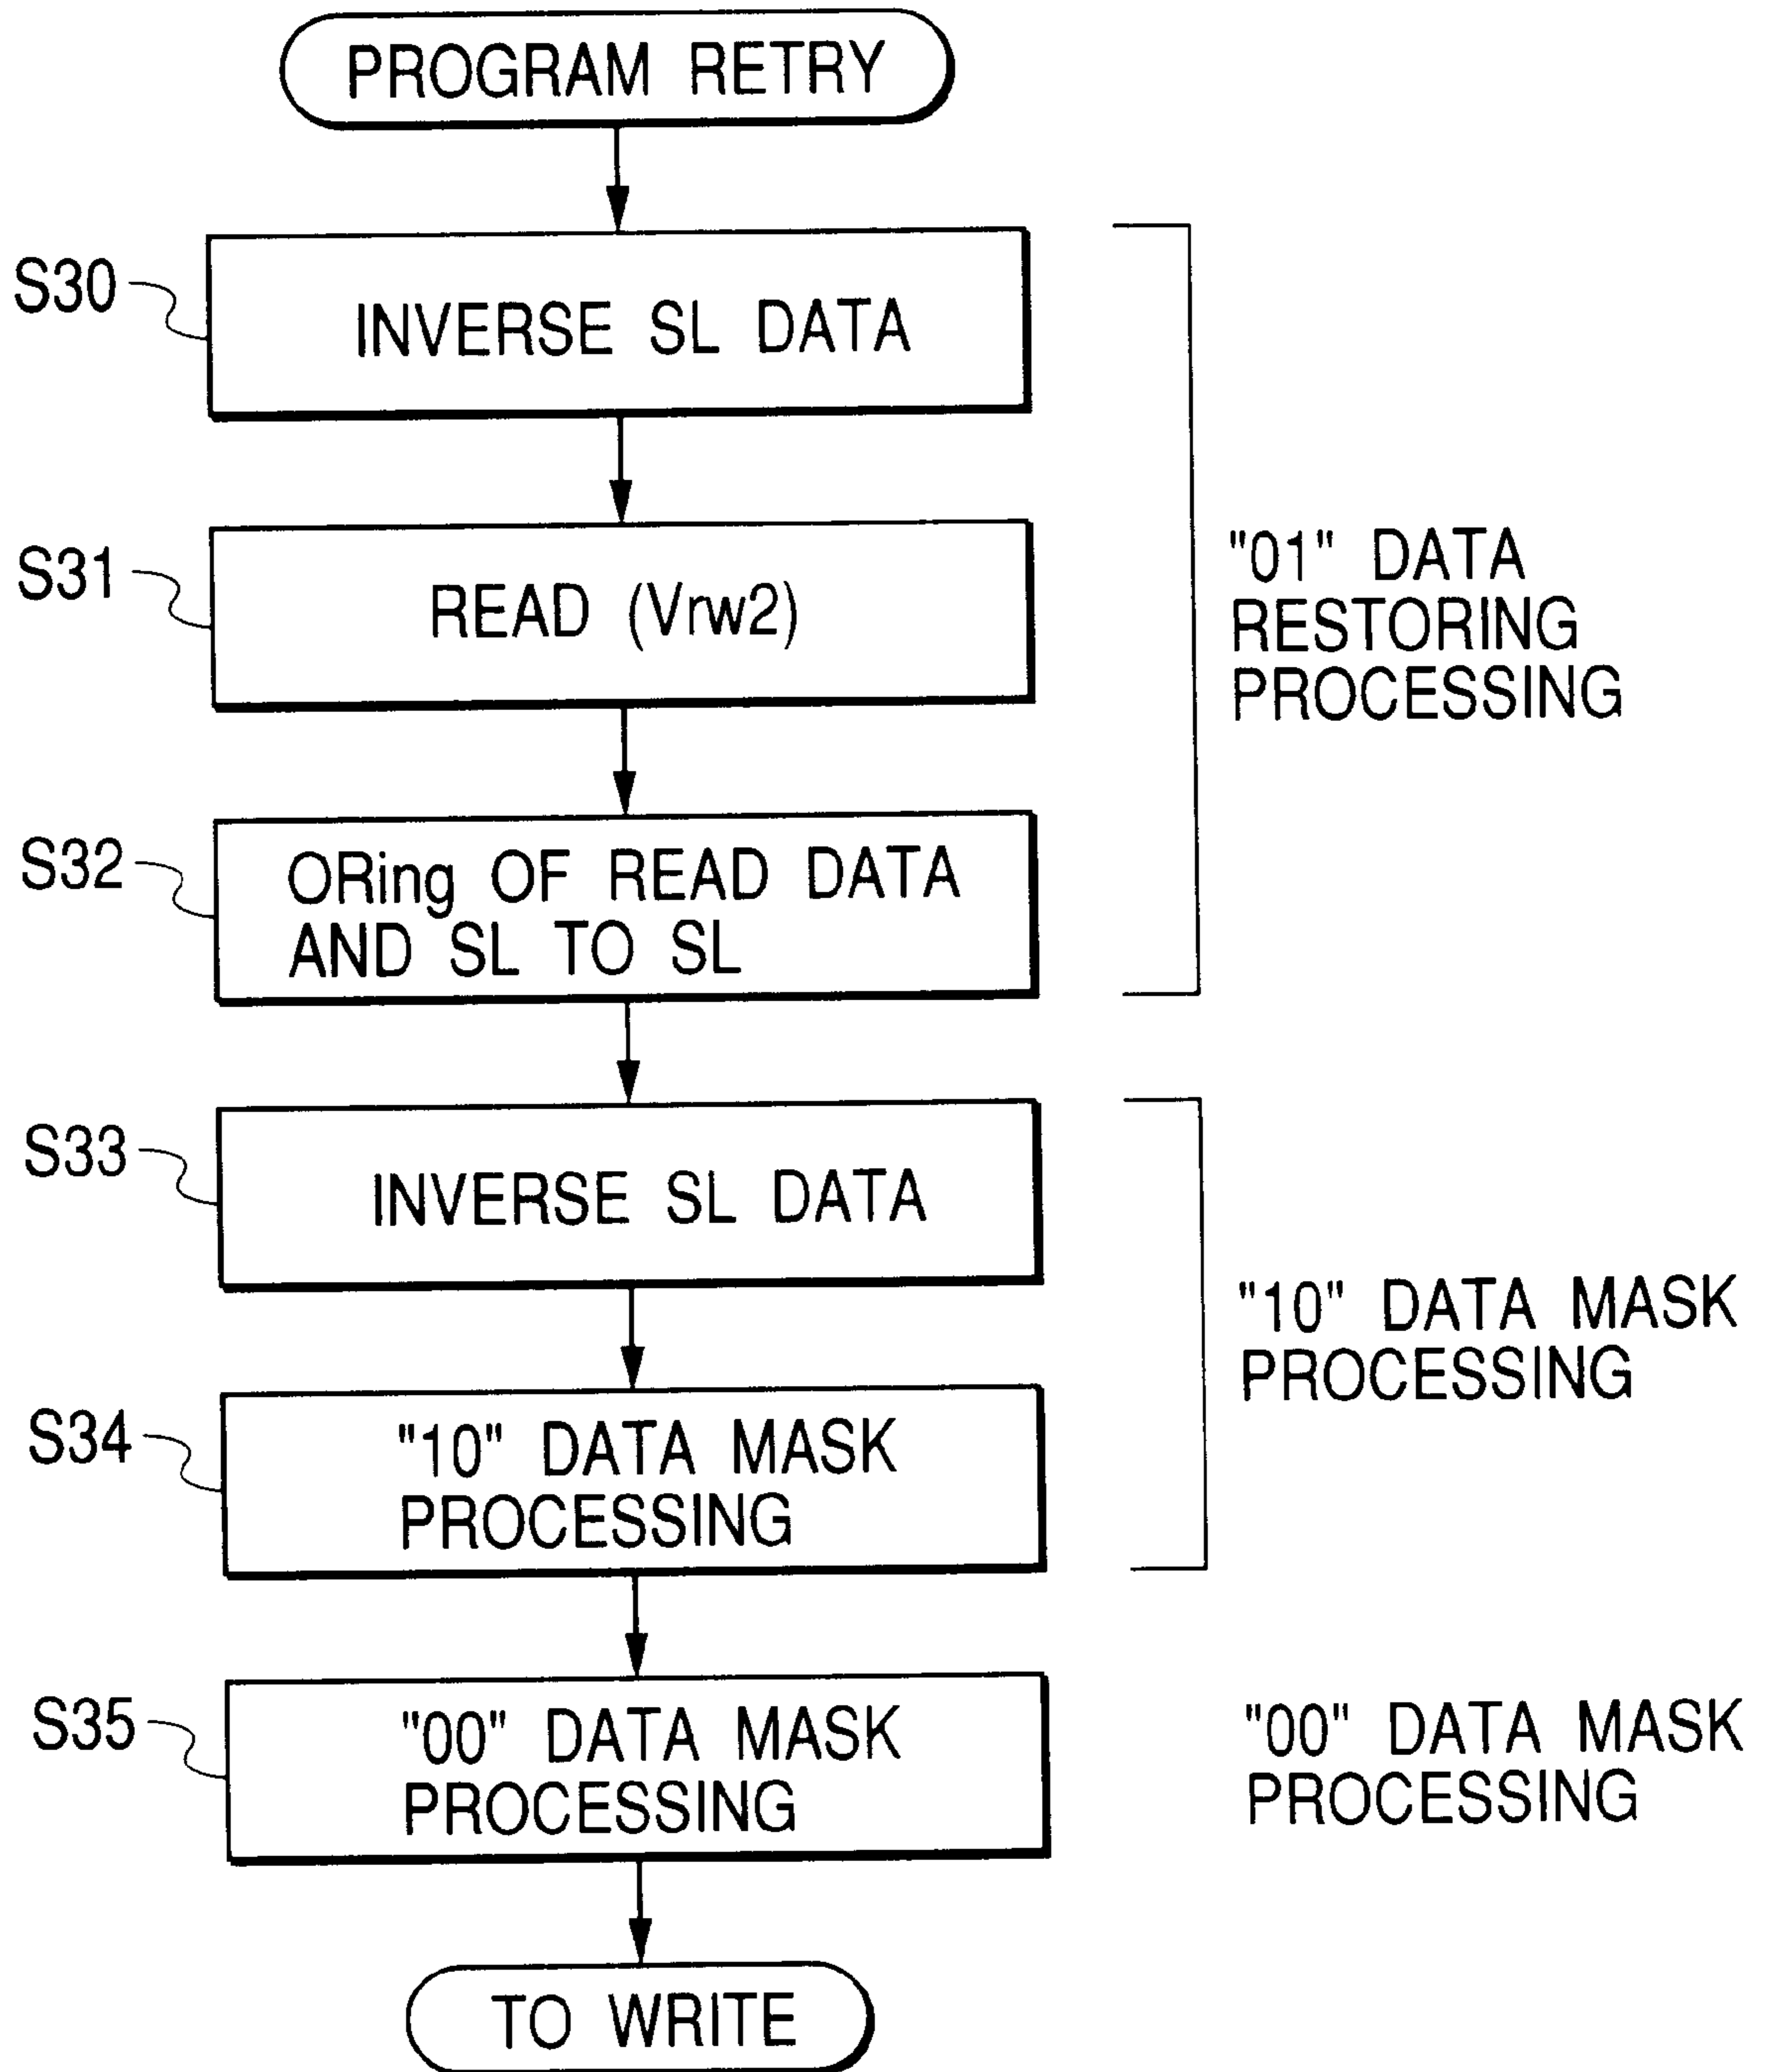 PROGRAM RETRY
S30
INVERSE SL DATA
S31
READ (Vrw2)
"01" DATA
RESTORING
PROCESSING
S32
ORing OF READ DATA
AND SL TO SL
S33
INVERSE SL DATA
"10" DATA MASK
PROCESSING
S34
"10" DATA MASK
PROCESSING
S35
"00" DATA MASK
PROCESSING
"00" DATA MASK
PROCESSING
TO WRITE